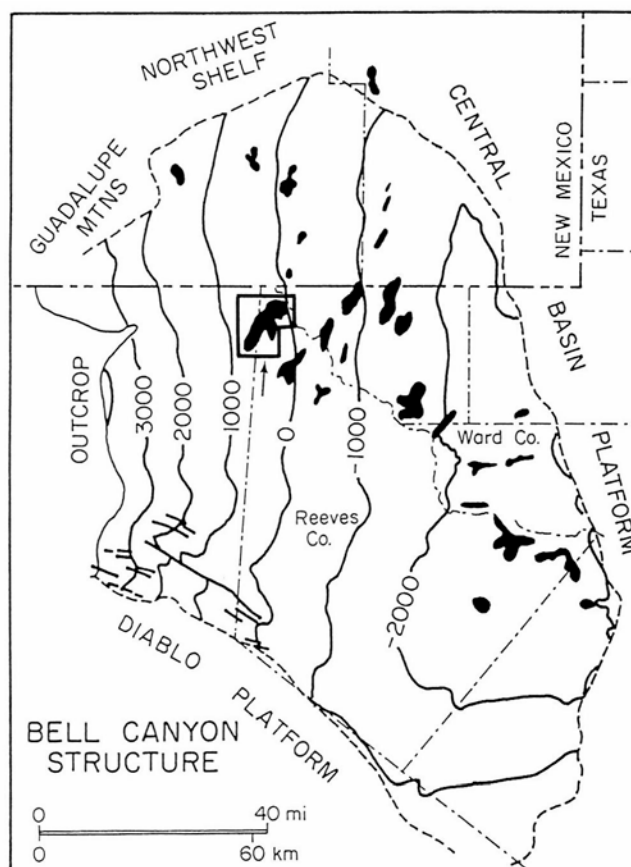 NORTHWEST
SHELF
CENTRAL
NEW MEXICO
TEXAS
GUADALUPE
MTNS
BASIN
OUTCROP
3000
2000
1000
0
-1000
Ward Co.
PLATFORM
Reeves
Co.
-2000
DIABLO
PLATFORM
BELL CANYON
STRUCTURE
0 40 mi
0 60 km